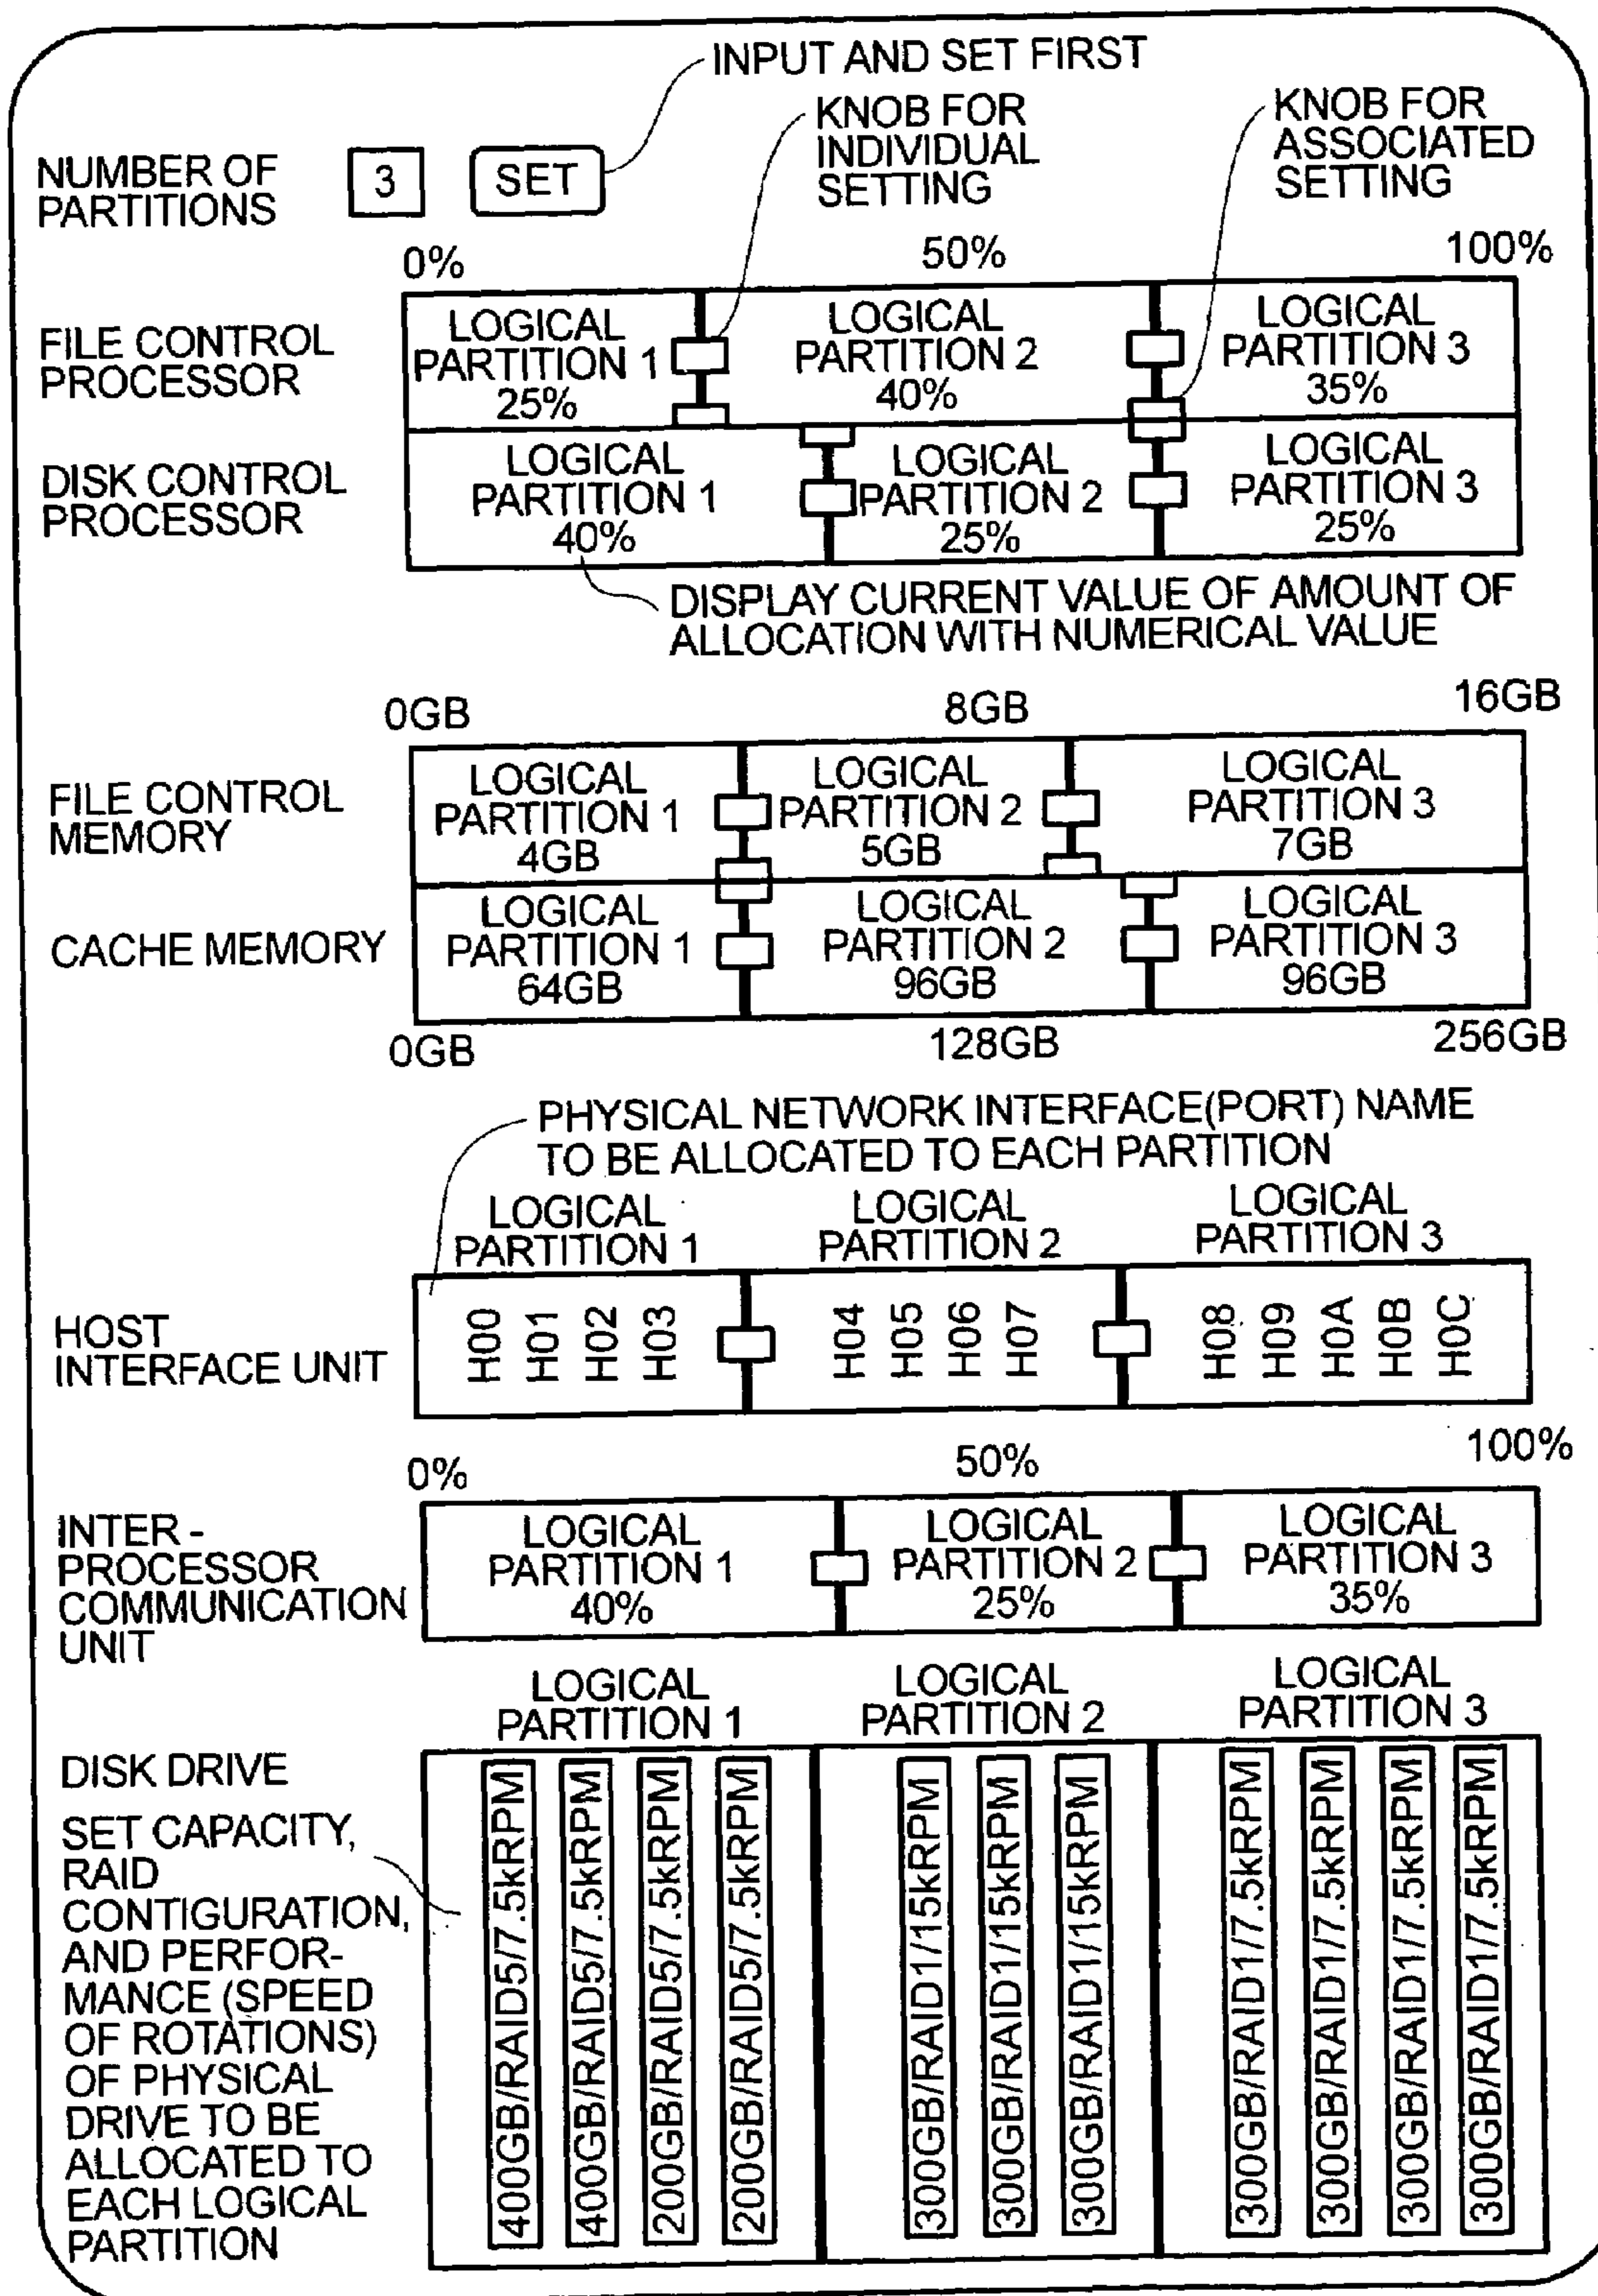 INPUT AND SET FIRST
KNOB FOR
INDIVIDUAL
SETTING
KNOB FOR
ASSOCIATED
SETTING
NUMBER OF
PARTITIONS
3
SET
0%
50%
100%
FILE CONTROL
PROCESSOR
LOGICAL
PARTITION 1
25%
LOGICAL
PARTITION 2
40%
LOGICAL
PARTITION 3
35%
DISK CONTROL
PROCESSOR
LOGICAL
PARTITION 1
40%
LOGICAL
PARTITION 2
25%
LOGICAL
PARTITION 3
25%
DISPLAY CURRENT VALUE OF AMOUNT OF
ALLOCATION WITH NUMERICAL VALUE
0GB
8GB
16GB
FILE CONTROL
MEMORY
LOGICAL
PARTITION 1
4GB
LOGICAL
PARTITION 2
5GB
LOGICAL
PARTITION 3
7GB
CACHE MEMORY
LOGICAL
PARTITION 1
64GB
LOGICAL
PARTITION 2
96GB
LOGICAL
PARTITION 3
96GB
0GB
128GB
256GB
PHYSICAL NETWORK INTERFACE(PORT) NAME
TO BE ALLOCATED TO EACH PARTITION
LOGICAL
PARTITION 1
LOGICAL
PARTITION 2
LOGICAL
PARTITION 3
HOST
INTERFACE UNIT
H00
H01
H02
H03
H04
H05
H06
H07
H08
H09
H0A
H0B
H0C
0%
50%
100%
INTER-
PROCESSOR
COMMUNICATION
UNIT
LOGICAL
PARTITION 1
40%
LOGICAL
PARTITION 2
25%
LOGICAL
PARTITION 3
35%
LOGICAL
PARTITION 1
LOGICAL
PARTITION 2
LOGICAL
PARTITION 3
DISK DRIVE
SET CAPACITY,
RAID
CONTIGURATION,
AND PERFOR-
MANCE (SPEED
OF ROTATIONS)
OF PHYSICAL
DRIVE TO BE
ALLOCATED TO
EACH LOGICAL
PARTITION
400GB/RAID5/7.5kRPM
400GB/RAID5/7.5kRPM
200GB/RAID5/7.5kRPM
200GB/RAID5/7.5kRPM
300GB/RAID1/15kRPM
300GB/RAID1/15kRPM
300GB/RAID1/15kRPM
300GB/RAID1/7.5kRPM
300GB/RAID1/7.5kRPM
300GB/RAID1/7.5kRPM
300GB/RAID1/7.5kRPM